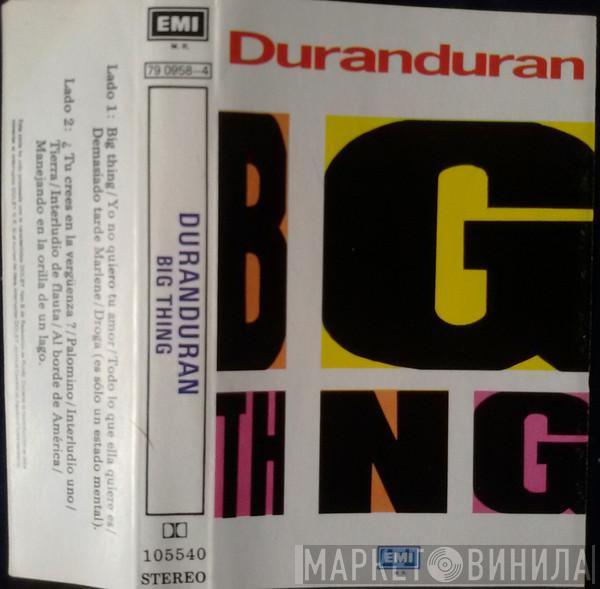 EMI
M. R.
79 0958-4
Lado 1: Big thing/Yo no quiero tu amor/Todo lo que ella quiere es/
Demasiado tarde Marlene/Droga (es sólo un estado mental).
Lado 2: ¿ Tu crees en la vergüenza ?/Palomino/Interludio uno/
Tierra/Interludio de flauta/Al borde de América/
Manejando en la orilla de un lago.
DURANDURAN
BIG THING
105540
STEREO
Duranduran
BIG
THING
EMI
МАРКЕТ ВИНИЛА